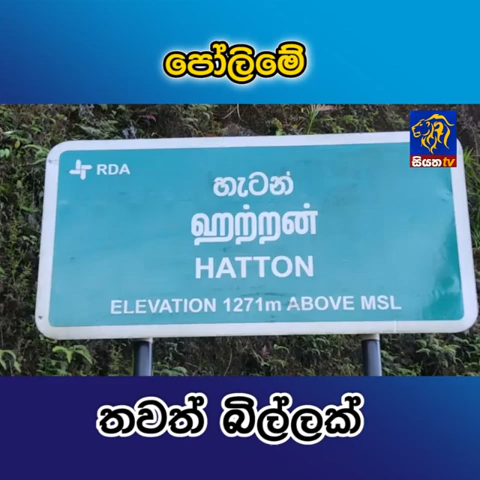 පෝලිමේ
සියත tv
RDA
හැටන්
ஹற்றன்
HATTON
ELEVATION 1271m ABOVE MSL
තවත් බිල්ලක්